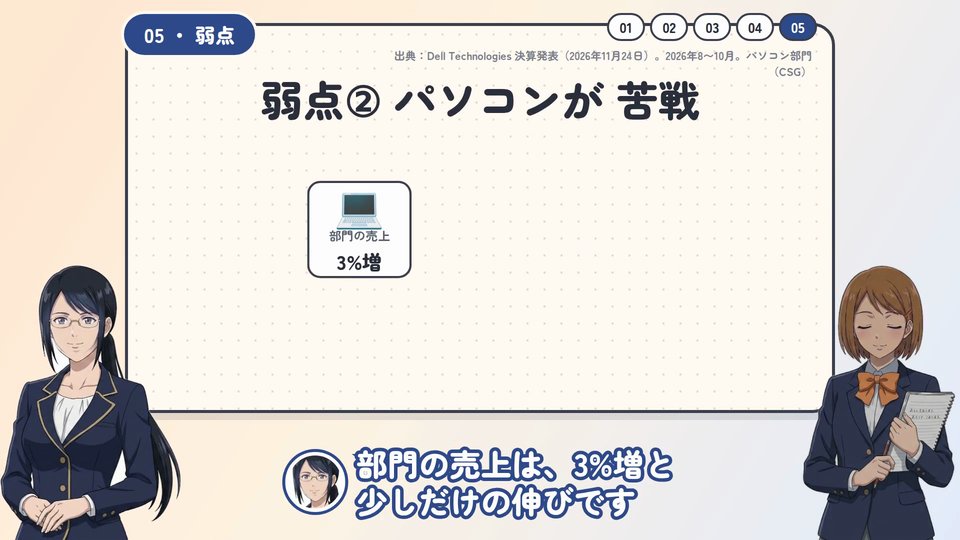 05 ・ 弱点
01 02 03 04 05
出典：Dell Technologies 決算発表（2026年11月24日）。2026年8〜10月。パソコン部門
（CSG）
弱点② パソコンが 苦戦
部門の売上
3%増
部門の売上は、3%増と
少しだけの伸びです